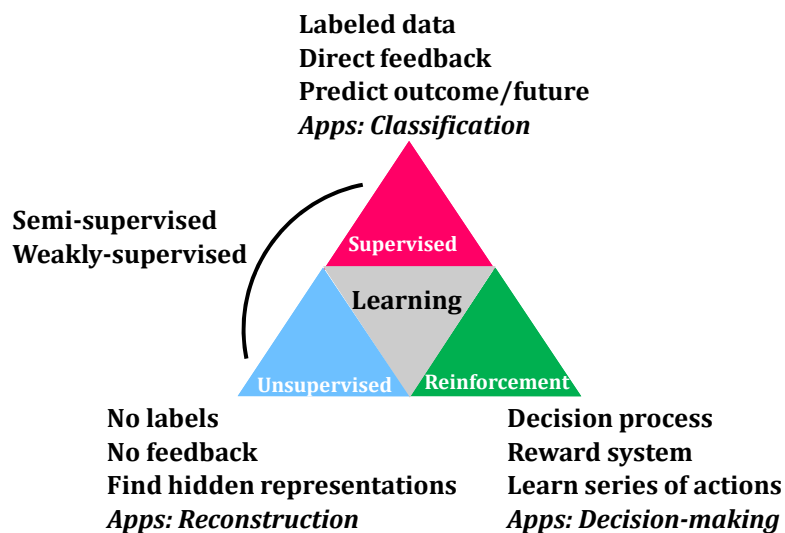 Labeled data
Direct feedback
Predict outcome/future
Apps: Classification
Semi-supervised
Weakly-supervised
Supervised
Learning
Unsupervised
Reinforcement
No labels
No feedback
Find hidden representations
Apps: Reconstruction
Decision process
Reward system
Learn series of actions
Apps: Decision-making